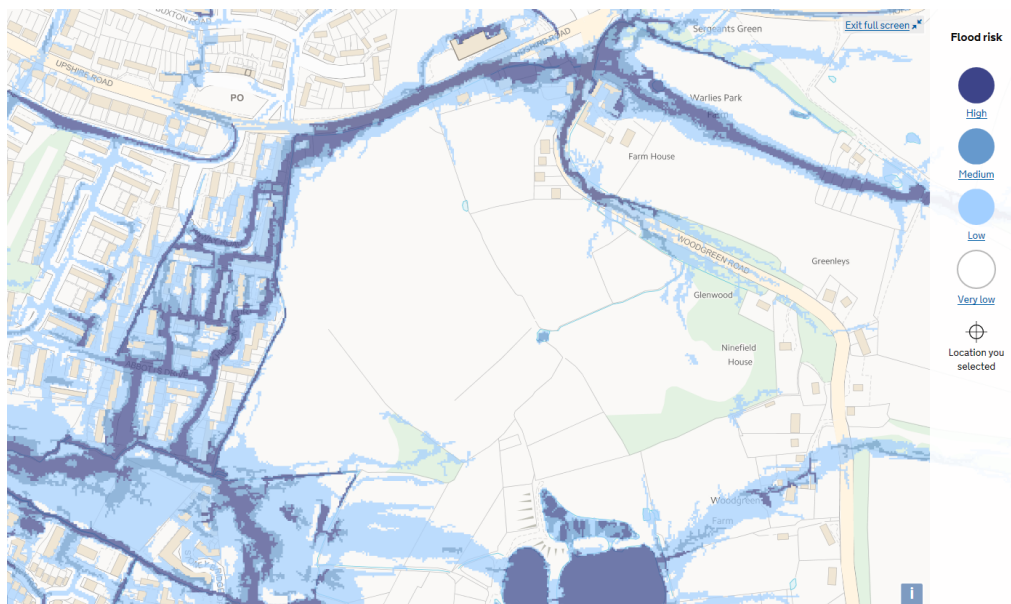 BUXTON ROAD
UPSHIRE ROAD
PO
Sergeants Green
Exit full screen
Warlies Park
Farm
Farm House
WOODGREEN ROAD
Greenleys
Glenwood
Ninefield
House
Woodgreen
Farm
i
Flood risk
High
Medium
Low
Very low
Location you
selected